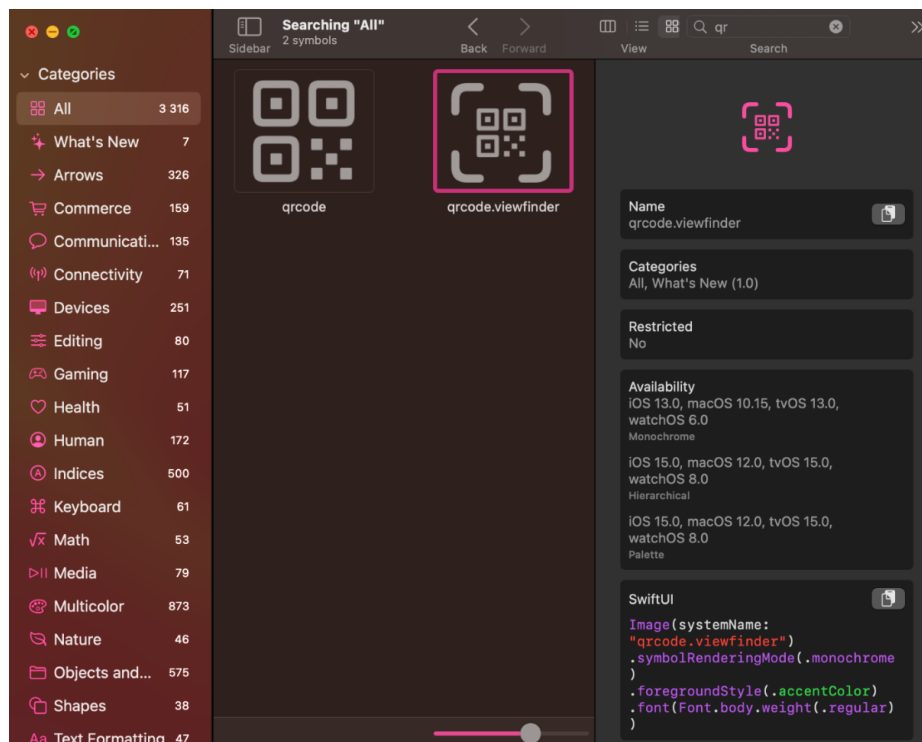 Sidebar
Searching "All"
2 symbols
Back
Forward
View
qr
Search
Categories
All 3 316
What's New 7
Arrows 326
Commerce 159
Communicati... 135
Connectivity 71
Devices 251
Editing 80
Gaming 117
Health 51
Human 172
Indices 500
Keyboard 61
Math 53
Media 79
Multicolor 873
Nature 46
Objects and... 575
Shapes 38
Aa Text Formatting 47
qrcode
qrcode.viewfinder
Name
qrcode.viewfinder
Categories
All, What's New (1.0)
Restricted
No
Availability
iOS 13.0, macOS 10.15, tvOS 13.0,
watchOS 6.0
Monochrome
iOS 15.0, macOS 12.0, tvOS 15.0,
watchOS 8.0
Hierarchical
iOS 15.0, macOS 12.0, tvOS 15.0,
watchOS 8.0
Palette
SwiftUI
Image(systemName:
"qrcode.viewfinder")
.symbolRenderingMode(.monochrome
)
.foregroundStyle(.accentColor)
.font(Font.body.weight(.regular)
)